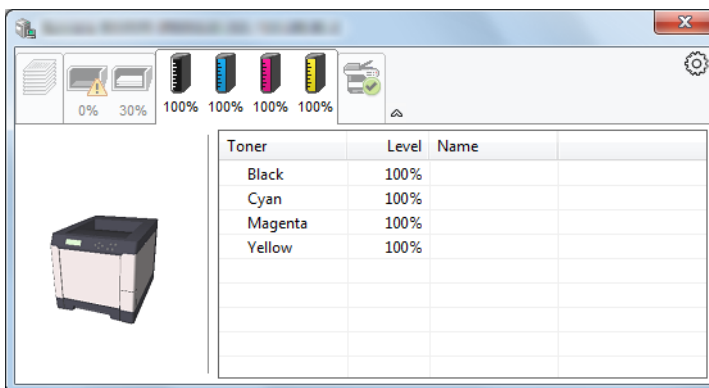 0% 30% 100% 100% 100% 100%
Toner Level Name
Black 100%
Cyan 100%
Magenta 100%
Yellow 100%